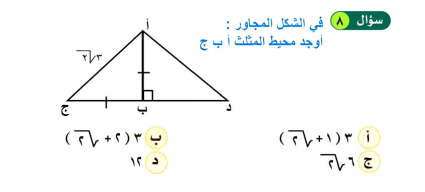 سؤال ٨
في الشكل المجاور :
أوجد محيط المثلث أ ب ج
أ
٣√٢
ج
ب
د
أ ٣ (١ + √٢)
ب ٣ (٢ + √٢)
ج ٦√٢
د ١٢